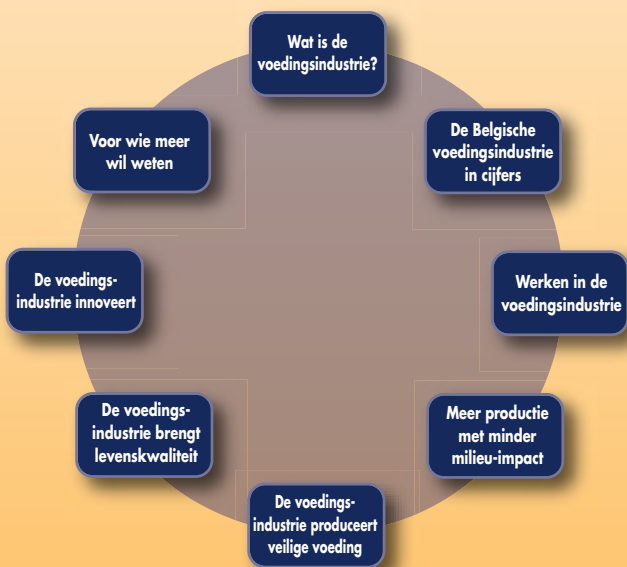 Wat is de
voedingsindustrie?
De Belgische
voedingsindustrie
in cijfers
Werken in de
voedingsindustrie
Meer productie
met minder
milieu-impact
De voedings-
industrie produceert
veilige voeding
De voedings-
industrie brengt
levenskwaliteit
De voedings-
industrie innoveert
Voor wie meer
wil weten